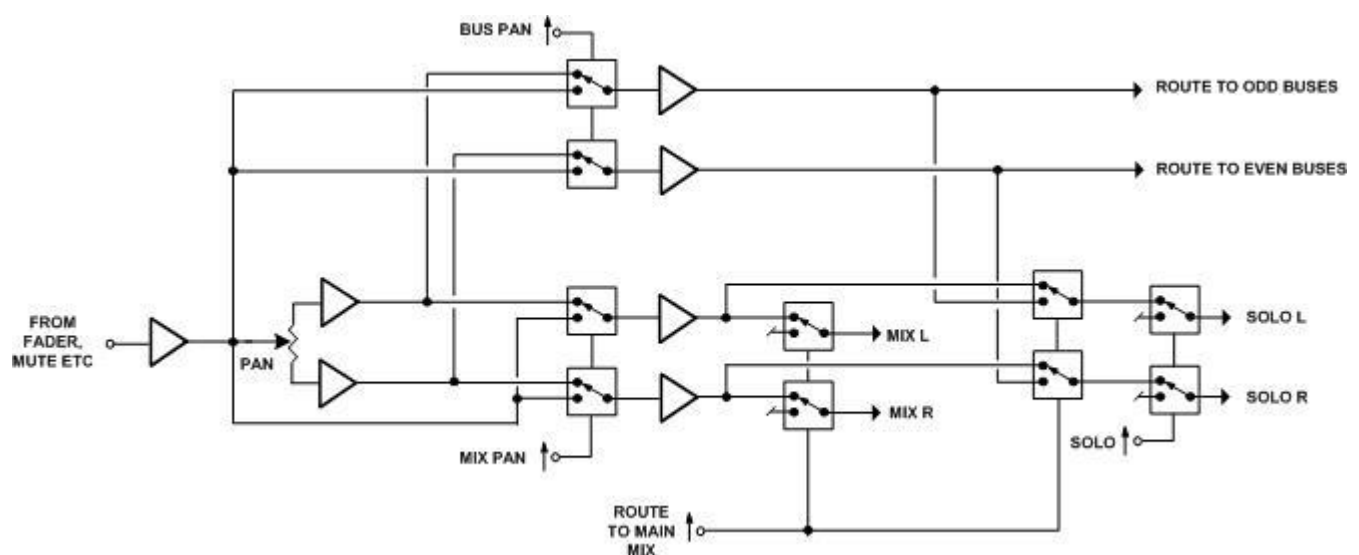 BUS PAN
ROUTE TO ODD BUSES
ROUTE TO EVEN BUSES
FROM
FADER,
MUTE ETC
PAN
MIX L
SOLO L
MIX R
SOLO R
MIX PAN
SOLO
ROUTE
TO MAIN
MIX